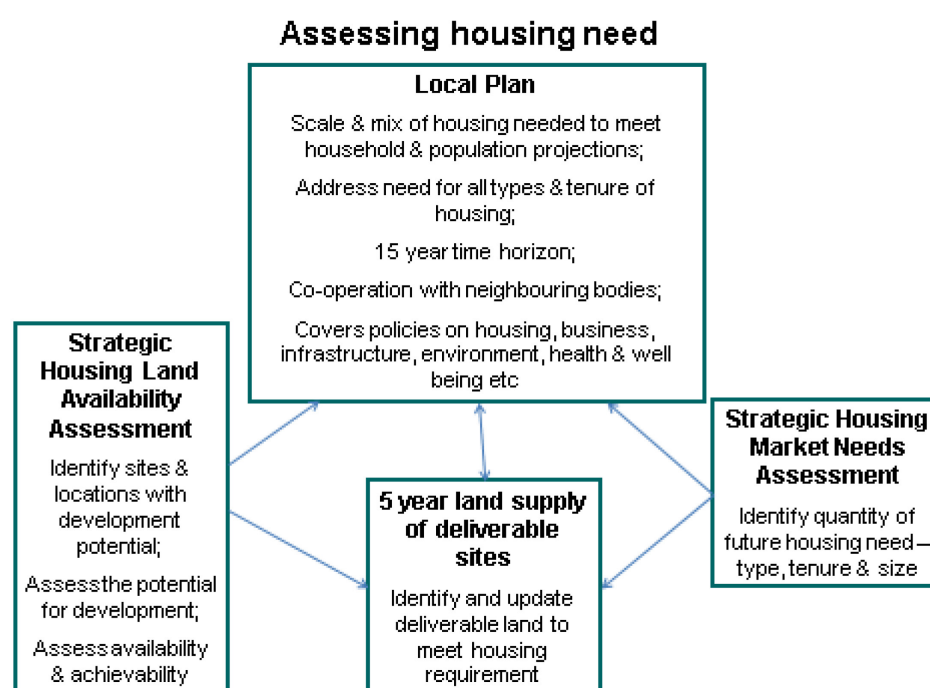 Assessing housing need
Local Plan
Scale & mix of housing needed to meet
household & population projections;
Address need for all types & tenure of
housing;
15 year time horizon;
Co-operation with neighbouring bodies;
Covers policies on housing, business,
infrastructure, environment, health & well
being etc
Strategic
Housing Land
Availability
Assessment
Identify sites &
locations with
development
potential;
Assess the potential
for development;
Assess availability
& achievability
5 year land supply
of deliverable
sites
Identify and update
deliverable land to
meet housing
requirement
Strategic Housing
Market Needs
Assessment
Identify quantity of
future housing need –
type, tenure & size